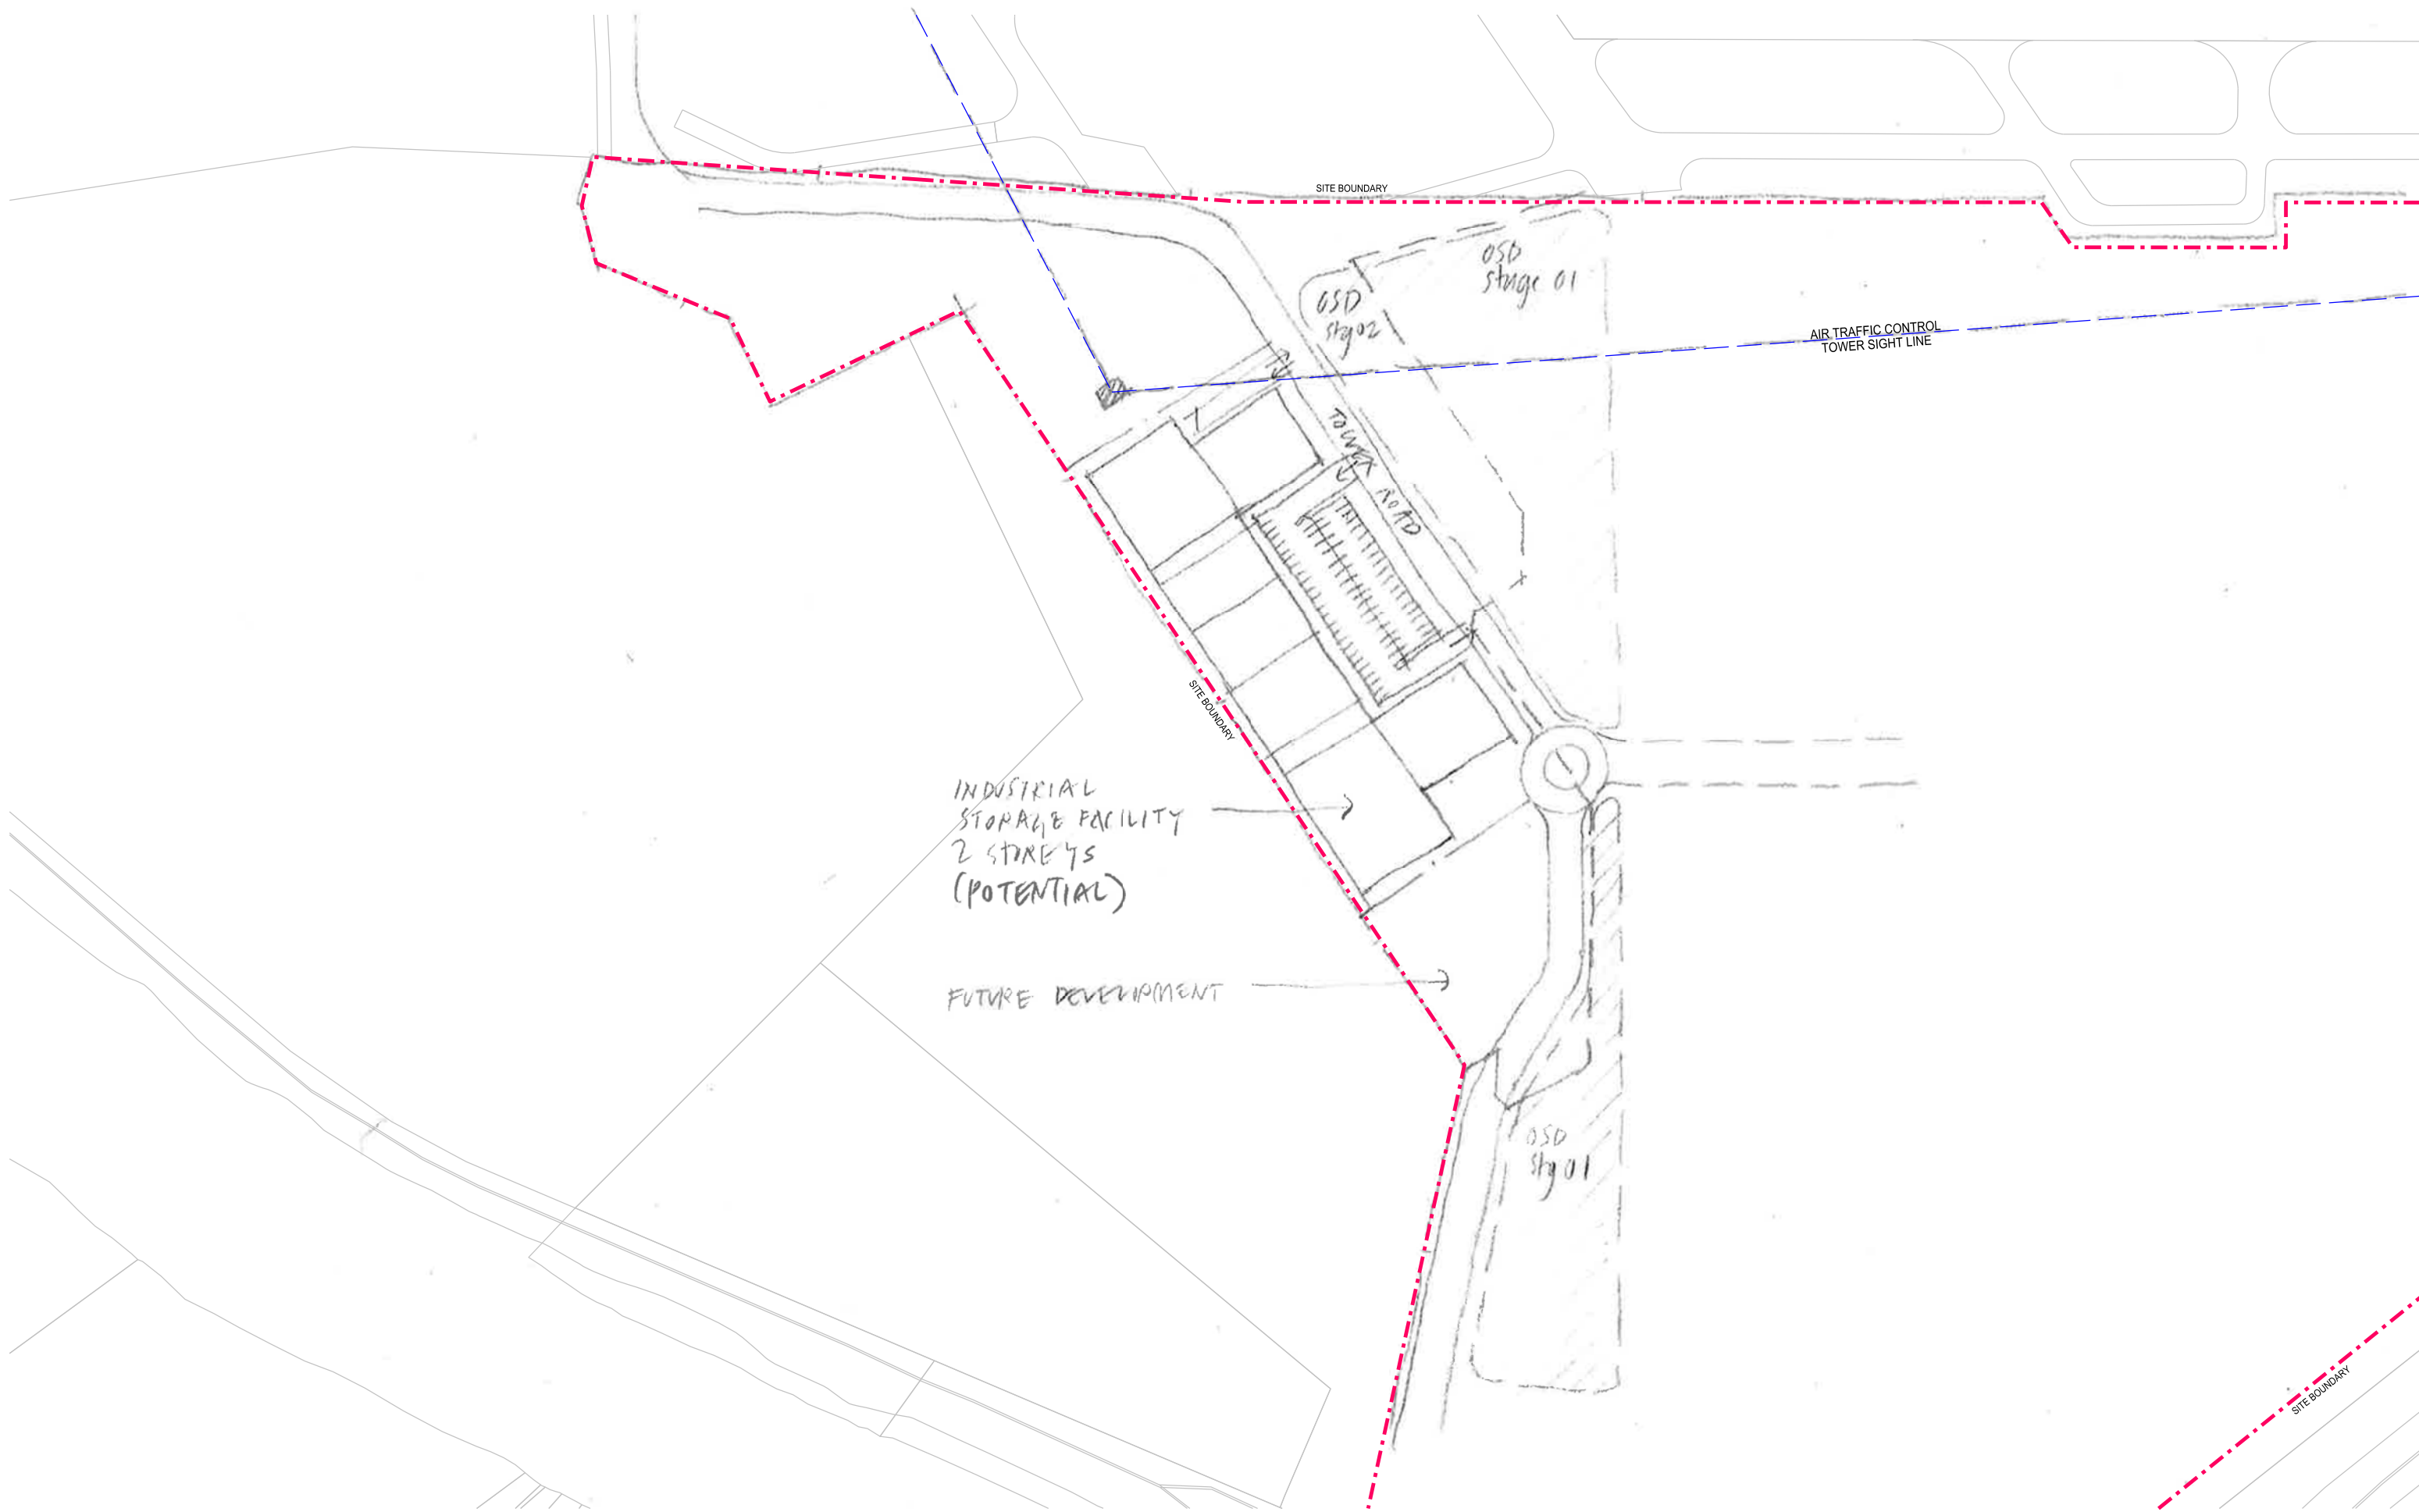 SITE BOUNDARY
OSD
stage 01
OSD
stg 02
AIR TRAFFIC CONTROL
TOWER SIGHT LINE
TOWER ROAD
SITE BOUNDARY
INDUSTRIAL
STORAGE FACILITY
2 STOREYS
(POTENTIAL)
FUTURE DEVELOPMENT
OSD
stg 01
SITE BOUNDARY